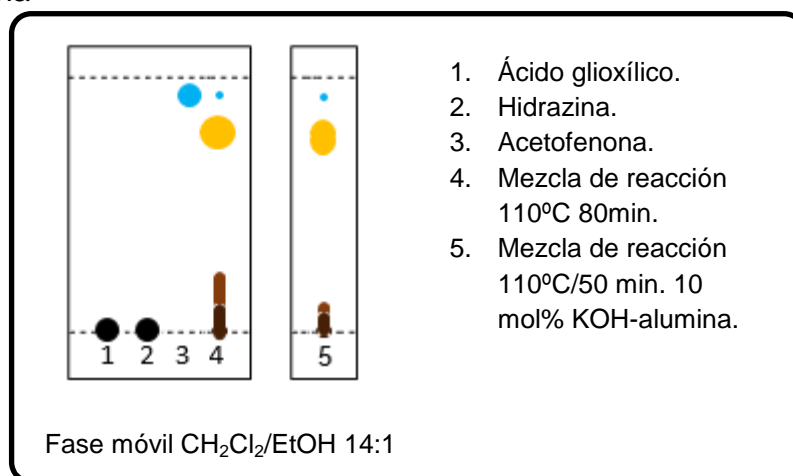 1. Ácido glioxílico.
2. Hidrazina.
3. Acetofenona.
4. Mezcla de reacción
110ºC 80min.
5. Mezcla de reacción
110ºC/50 min. 10
mol% KOH-alumina.
1 2 3 4 5
Fase móvil CH₂Cl₂/EtOH 14:1